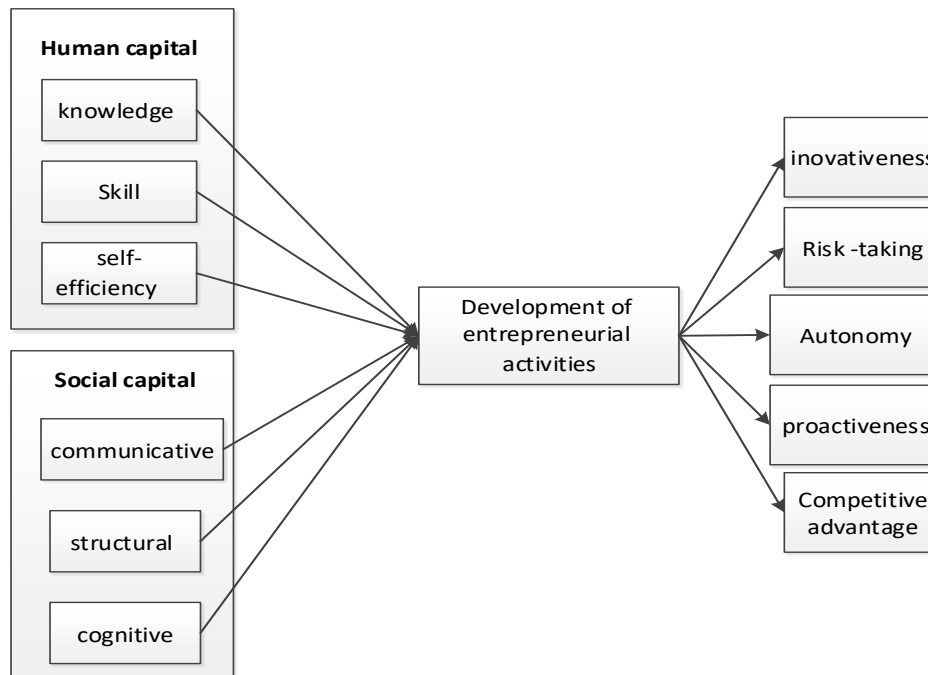 Human capital
knowledge
Skill
self-
efficiency
Social capital
communicative
structural
cognitive
Development of
entrepreneurial
activities
inovativeness
Risk -taking
Autonomy
proactiveness
Competitive
advantage